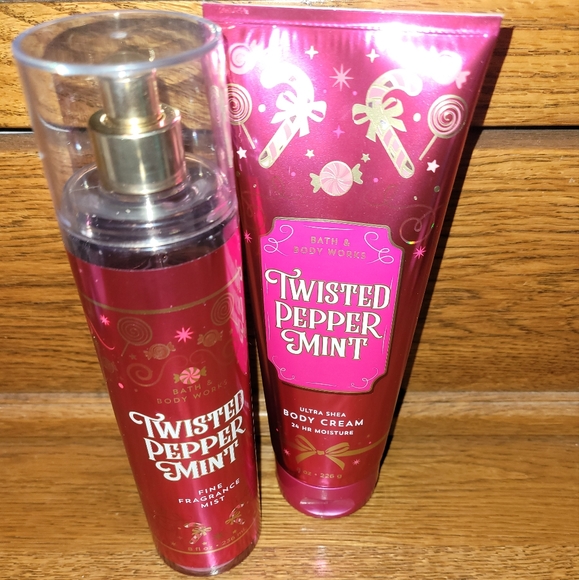 BATH &
BODY WORKS
TWISTED
PEPPER
MINT
FINE
FRAGRANCE
MIST
BATH &
BODY WORKS
TWISTED
PEPPER
MINT
ULTRA SHEA
BODY CREAM
24 HR MOISTURE
226 g